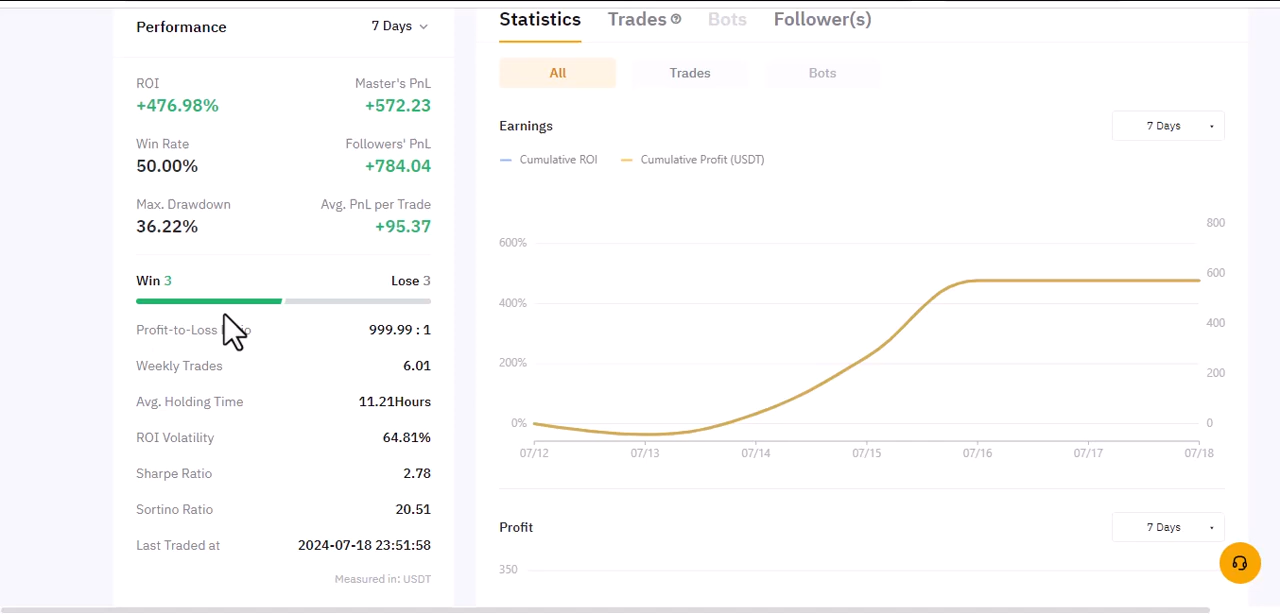 Performance
7 Days
ROI
Master's PnL
+476.98%
+572.23
Win Rate
Followers' PnL
50.00%
+784.04
Max. Drawdown
Avg. PnL per Trade
36.22%
+95.37
Win 3
Lose 3
Profit-to-Loss
999.99 : 1
Weekly Trades
6.01
Avg. Holding Time
11.21Hours
ROI Volatility
64.81%
Sharpe Ratio
2.78
Sortino Ratio
20.51
Last Traded at
2024-07-18 23:51:58
Measured in: USDT
Statistics
Trades
Bots
Follower(s)
All
Trades
Bots
Earnings
7 Days
Cumulative ROI
Cumulative Profit (USDT)
600%
400%
200%
0%
800
600
400
200
0
07/12
07/13
07/14
07/15
07/16
07/17
07/18
Profit
7 Days
350